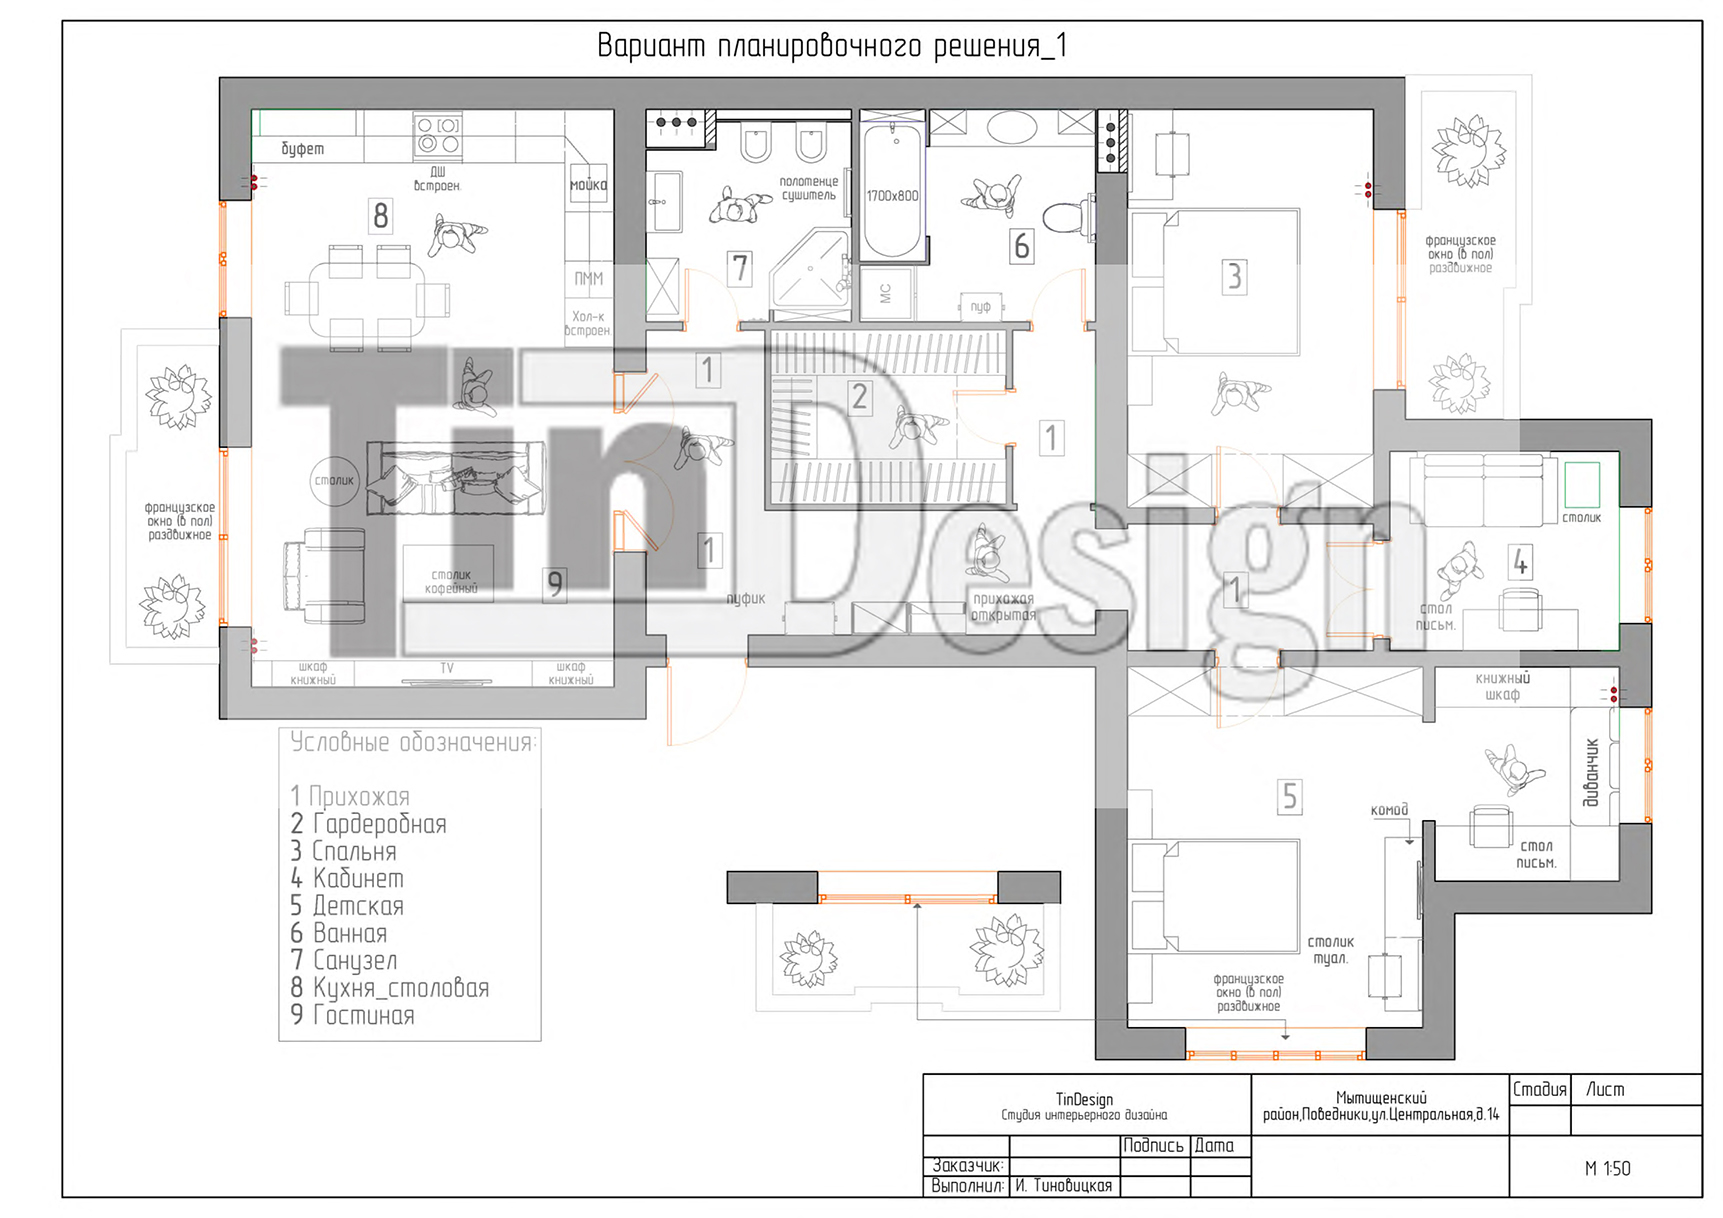 Вариант планировочного решения_1
буфет
ДШ
встроен.
мойка
8
ПММ
Хол-к
встроен.
полотенце
сушитель
7
1700х800
6
МС
пуф
3
французское
окно (в пол)
раздвижное
1
2
1
TinDesign
столик
французское
окно (в пол)
раздвижное
столик
кофейный
9
1
пуфик
прихожая
открытая
1
столик
4
стол
письм.
шкаф
книжный
TV
шкаф
книжный
книжный
шкаф
диванчик
5
комод
стол
письм.
столик
туал.
французское
окно (в пол)
раздвижное
Условные обозначения:
1 Прихожая
2 Гардеробная
3 Спальня
4 Кабинет
5 Детская
6 Ванная
7 Санузел
8 Кухня_столовая
9 Гостиная
TinDesign
Студия интерьерного дизайна
Мытищенский
район,Поведники,ул.Центральная,д.14
Стадия
Лист
Подпись
Дата
Заказчик:
Выполнил:
И. Тиновицкая
М 1:50